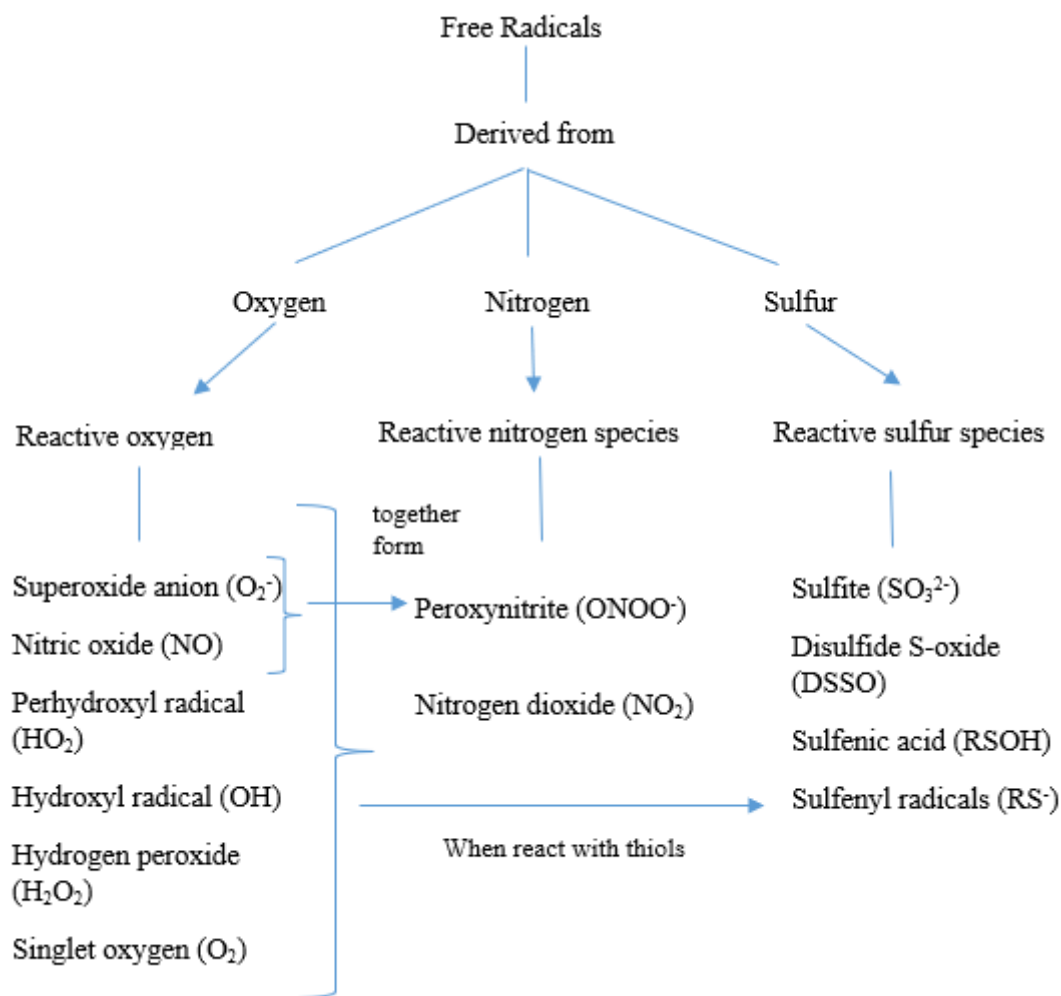 Free Radicals
Derived from
Oxygen
Nitrogen
Sulfur
Reactive oxygen
Reactive nitrogen species
Reactive sulfur species
together
form
Superoxide anion (O₂⁻)
Nitric oxide (NO)
Perhydroxyl radical
(HO₂)
Hydroxyl radical (OH)
Hydrogen peroxide
(H₂O₂)
Singlet oxygen (O₂)
Peroxynitrite (ONOO⁻)
Nitrogen dioxide (NO₂)
When react with thiols
Sulfite (SO₃²⁻)
Disulfide S-oxide
(DSSO)
Sulfenic acid (RSOH)
Sulfenyl radicals (RS⁻)